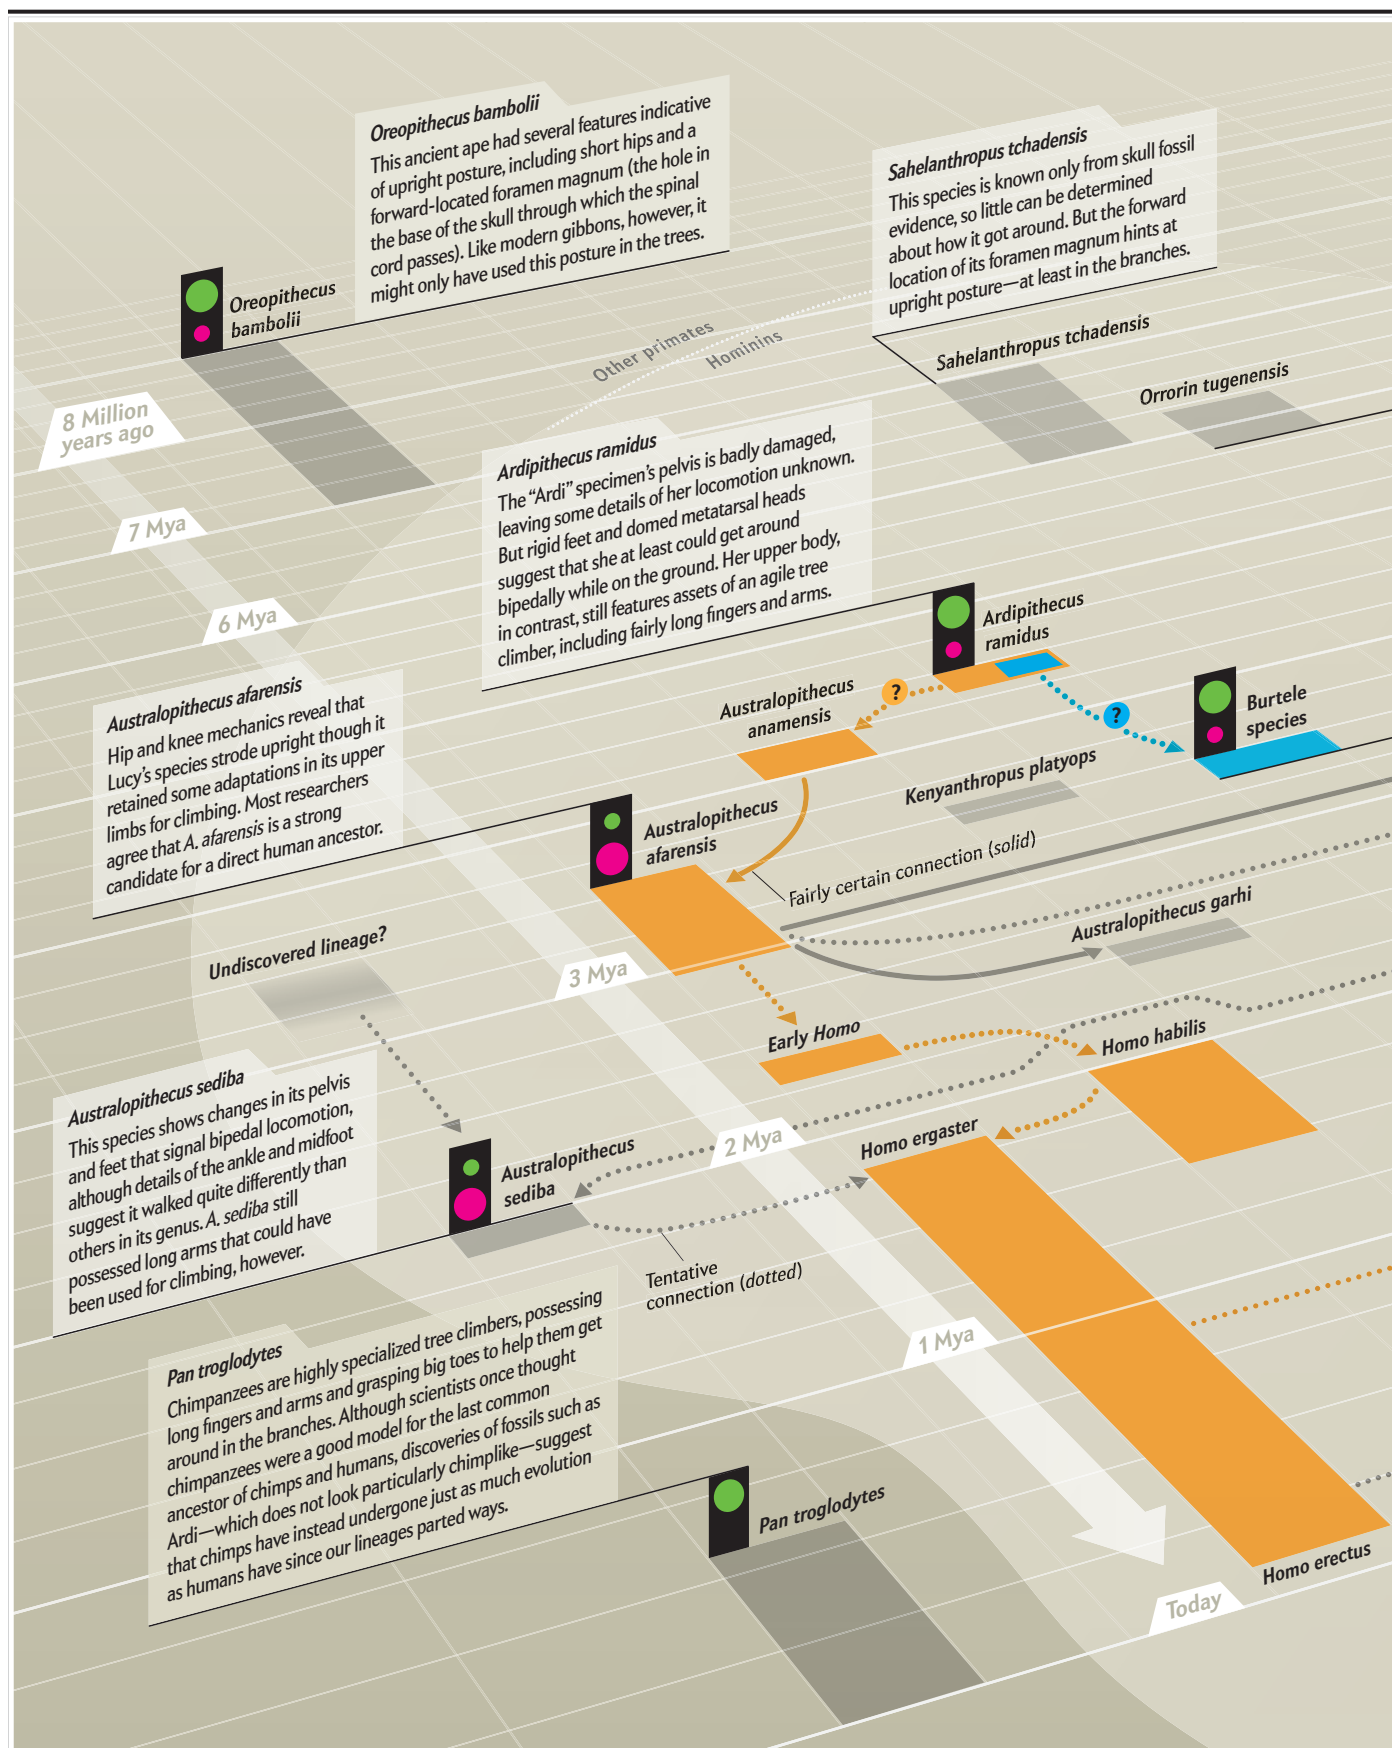 Oreopithecus bambolii
This ancient ape had several features indicative
of upright posture, including short hips and a
forward-located foramen magnum (the hole in
the base of the skull through which the spinal
cord passes). Like modern gibbons, however, it
might only have used this posture in the trees.
Sahelanthropus tchadensis
This species is known only from skull fossil
evidence, so little can be determined
about how it got around. But the forward
location of its foramen magnum hints at
upright posture—at least in the branches.
Oreopithecus
bambolii
Other primates
Hominins
Sahelanthropus tchadensis
Orrorin tugenensis
8 Million
years ago
7 Mya
6 Mya
Ardipithecus ramidus
The “Ardi” specimen’s pelvis is badly damaged,
leaving some details of her locomotion unknown.
But rigid feet and domed metatarsal heads
suggest that she at least could get around
bipedally while on the ground. Her upper body,
in contrast, still features assets of an agile tree
climber, including fairly long fingers and arms.
Ardipithecus
ramidus
?
?
Australopithecus
anamensis
Burtele
species
Kenyanthropus platyops
Australopithecus afarensis
Hip and knee mechanics reveal that
Lucy’s species strode upright though it
retained some adaptations in its upper
limbs for climbing. Most researchers
agree that A. afarensis is a strong
candidate for a direct human ancestor.
Australopithecus
afarensis
Fairly certain connection (solid)
Australopithecus garhi
Undiscovered lineage?
3 Mya
Early Homo
Homo habilis
Australopithecus sediba
This species shows changes in its pelvis
and feet that signal bipedal locomotion,
although details of the ankle and midfoot
suggest it walked quite differently than
others in its genus. A. sediba still
possessed long arms that could have
been used for climbing, however.
Australopithecus
sediba
2 Mya
Homo ergaster
Tentative
connection (dotted)
1 Mya
Pan troglodytes
Chimpanzees are highly specialized tree climbers, possessing
long fingers and arms and grasping big toes to help them get
around in the branches. Although scientists once thought
chimpanzees were a good model for the last common
ancestor of chimps and humans, discoveries of fossils such as
Ardi—which does not look particularly chimplike—suggest
that chimps have instead undergone just as much evolution
as humans have since our lineages parted ways.
Pan troglodytes
Homo erectus
Today